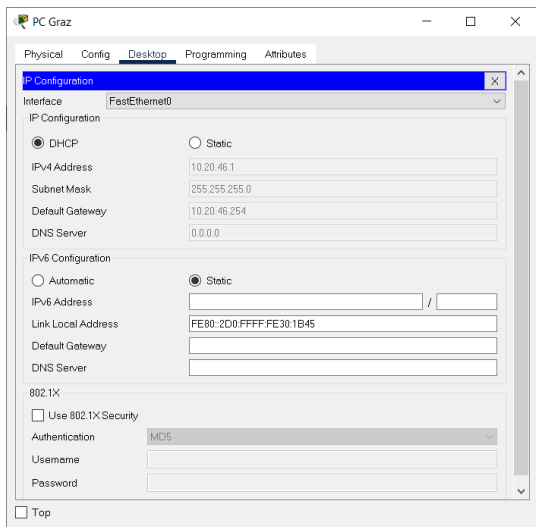 PC Graz
Physical Config Desktop Programming Attributes
IP Configuration X
Interface FastEthernet0
IP Configuration
DHCP Static
IPv4 Address 10.20.46.1
Subnet Mask 255.255.255.0
Default Gateway 10.20.46.254
DNS Server 0.0.0.0
IPv6 Configuration
Automatic Static
IPv6 Address /
Link Local Address FE80::2D0:FFFF:FE30:1B45
Default Gateway
DNS Server
802.1X
Use 802.1X Security
Authentication MD5
Username
Password
Top